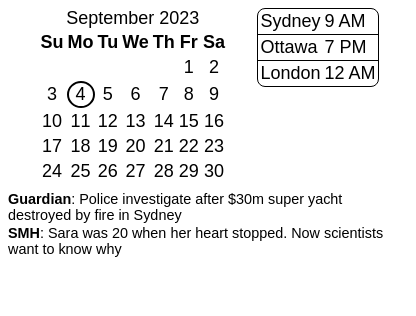 September 2023
Su Mo Tu We Th Fr Sa
1 2
3 4 5 6 7 8 9
10 11 12 13 14 15 16
17 18 19 20 21 22 23
24 25 26 27 28 29 30
Sydney 9 AM
Ottawa 7 PM
London 12 AM
Guardian: Police investigate after $30m super yacht
destroyed by fire in Sydney
SMH: Sara was 20 when her heart stopped. Now scientists
want to know why